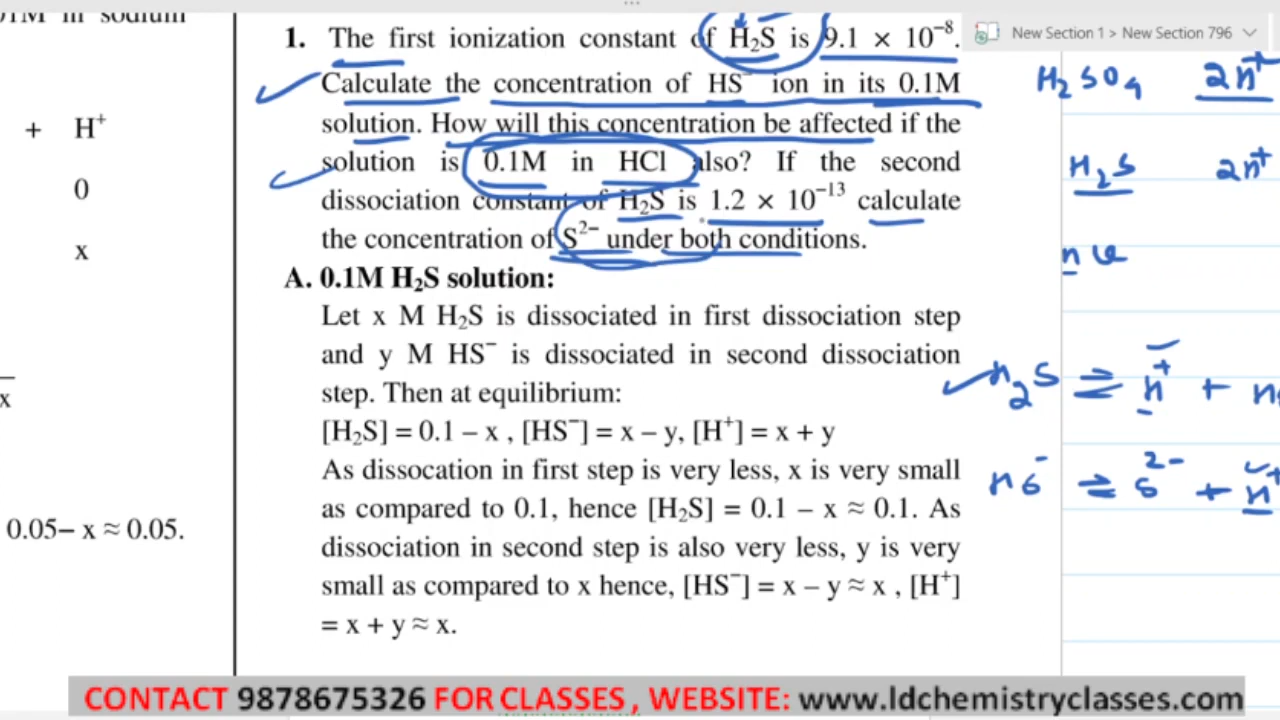 01M in sodium
+ H⁺
0
x
x
0.05– x ≈ 0.05.
1. The first ionization constant of H₂S is 9.1 × 10⁻⁸.
Calculate the concentration of HS⁻ ion in its 0.1M
solution. How will this concentration be affected if the
solution is 0.1M in HCl also? If the second
dissociation constant of H₂S is 1.2 × 10⁻¹³ calculate
the concentration of S²⁻ under both conditions.
A. 0.1M H₂S solution:
Let x M H₂S is dissociated in first dissociation step
and y M HS⁻ is dissociated in second dissociation
step. Then at equilibrium:
[H₂S] = 0.1 – x , [HS⁻] = x – y, [H⁺] = x + y
As dissocation in first step is very less, x is very small
as compared to 0.1, hence [H₂S] = 0.1 – x ≈ 0.1. As
dissociation in second step is also very less, y is very
small as compared to x hence, [HS⁻] = x – y ≈ x , [H⁺]
= x + y ≈ x.
New Section 1 > New Section 796
H₂SO₄ 2H⁺
H₂S 2H⁺
H₂S ⇌ H⁺ + H
HS⁻ ⇌ S²⁻ + H⁺
CONTACT 9878675326 FOR CLASSES , WEBSITE: www.ldchemistryclasses.com